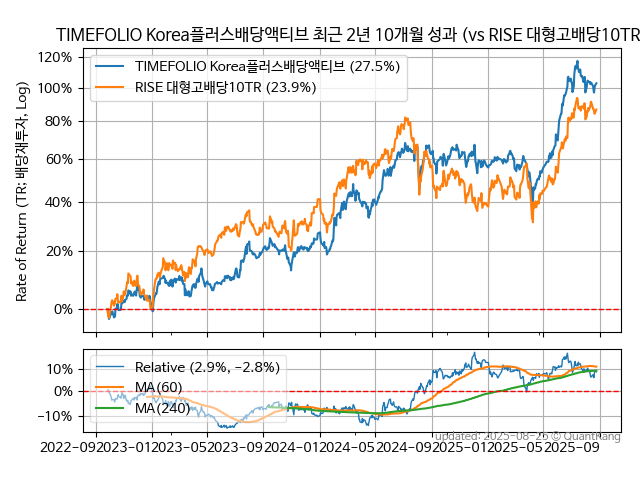 TIMEFOLIO Korea플러스배당액티브 최근 2년 10개월 성과 (vs RISE 대형고배당10TR
Rate of Return (TR: 배당재투자, Log)
120%
100%
80%
60%
40%
20%
0%
TIMEFOLIO Korea플러스배당액티브 (27.5%)
RISE 대형고배당10TR (23.9%)
10%
0%
−10%
Relative (2.9%, −2.8%)
MA(60)
MA(240)
updated: 2025-08-26 © QuantKang
2022-09 2023-01 2023-05 2023-09 2024-01 2024-05 2024-09 2025-01 2025-05 2025-09